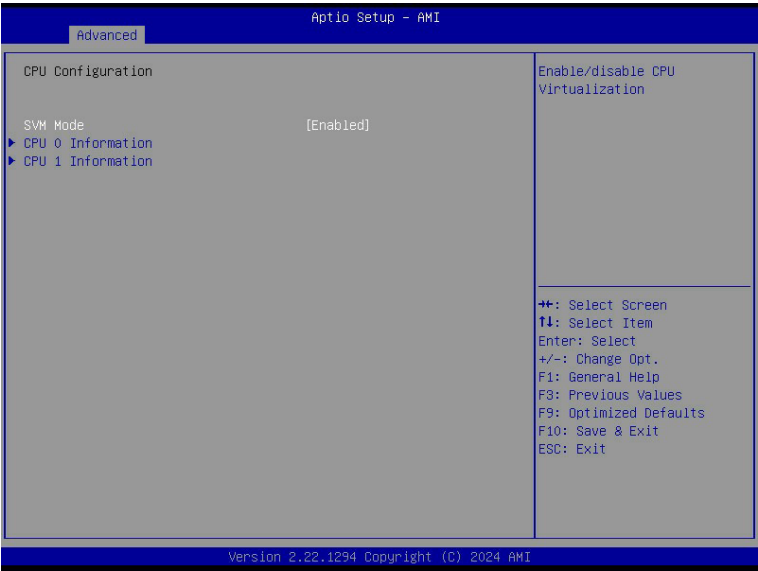 Aptio Setup – AMI
Advanced
CPU Configuration
SVM Mode [Enabled]
CPU 0 Information
CPU 1 Information
Enable/disable CPU
Virtualization
→←: Select Screen
↑↓: Select Item
Enter: Select
+/-: Change Opt.
F1: General Help
F3: Previous Values
F9: Optimized Defaults
F10: Save & Exit
ESC: Exit
Version 2.22.1294 Copyright (C) 2024 AMI